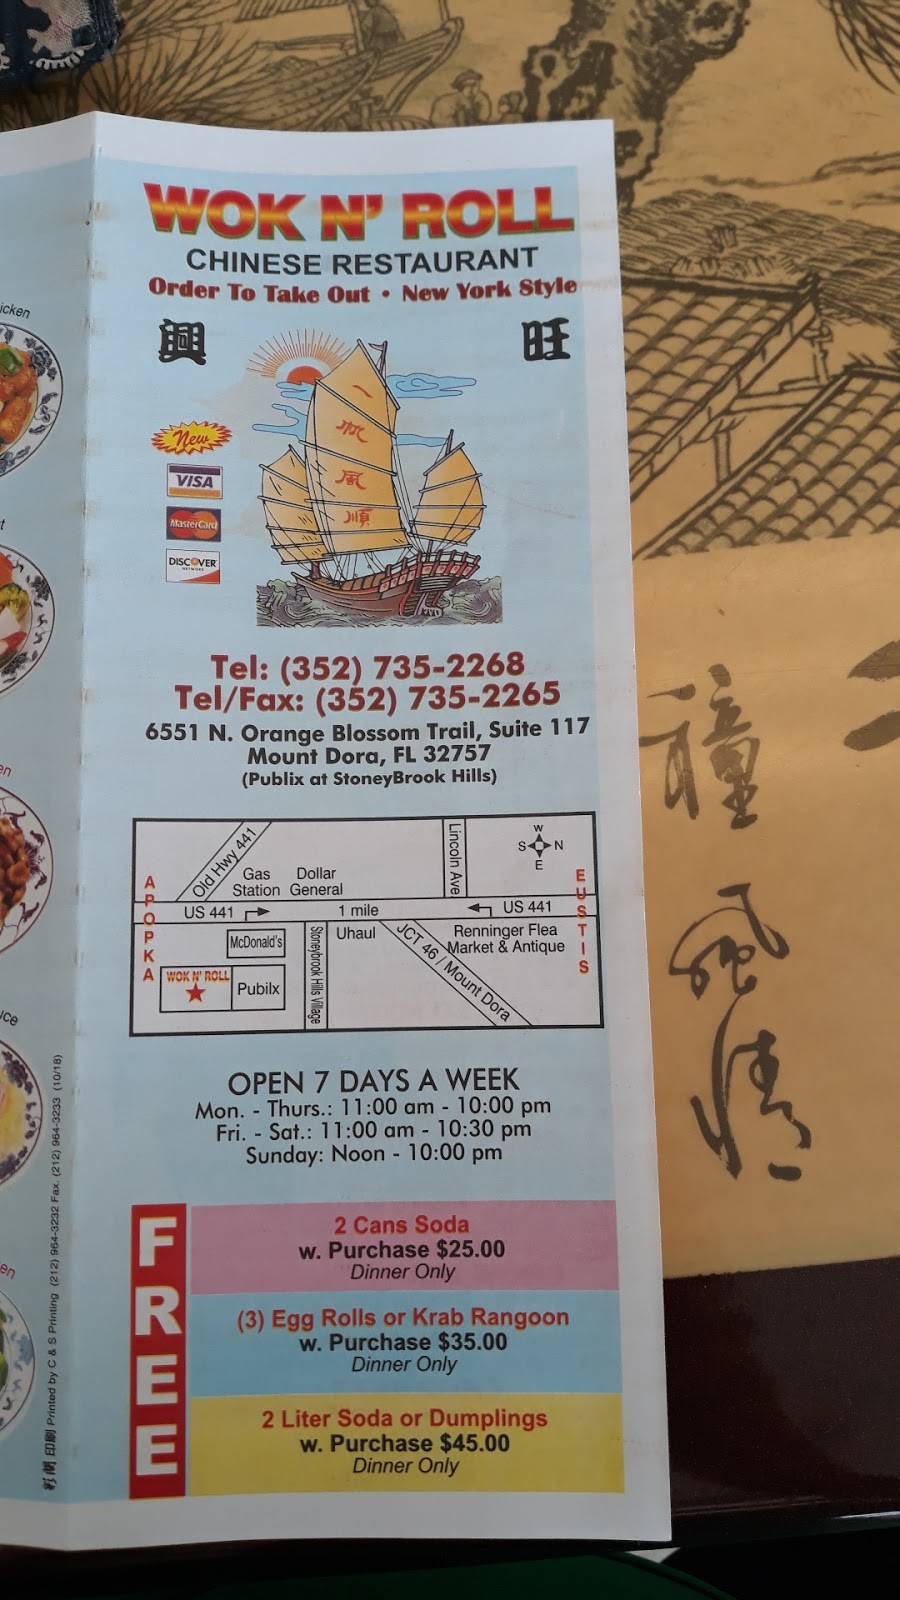 WOK N' ROLL
CHINESE RESTAURANT
Order To Take Out • New York Style
興 旺
一
帆
風
順
New
VISA
MasterCard
DISCOVER
NETWORK
Tel: (352) 735-2268
Tel/Fax: (352) 735-2265
6551 N. Orange Blossom Trail, Suite 117
Mount Dora, FL 32757
(Publix at StoneyBrook Hills)
Old Hwy 441
Gas
Station
Dollar
General
Lincoln Ave
W
S N
E
APOPKA
EUSTIS
US 441
1 mile
US 441
McDonald's
WOK N' ROLL
Pubilx
Stoneybrook Hills Village
Uhaul
JCT 46 / Mount Dora
Renninger Flea
Market & Antique
OPEN 7 DAYS A WEEK
Mon. - Thurs.: 11:00 am - 10:00 pm
Fri. - Sat.: 11:00 am - 10:30 pm
Sunday: Noon - 10:00 pm
FREE
2 Cans Soda
w. Purchase $25.00
Dinner Only
(3) Egg Rolls or Krab Rangoon
w. Purchase $35.00
Dinner Only
2 Liter Soda or Dumplings
w. Purchase $45.00
Dinner Only
印刷 Printed by C & S Printing (212) 964-3232 Fax. (212) 964-3233 (10/18)
icken
t
en
uce
en
風
情